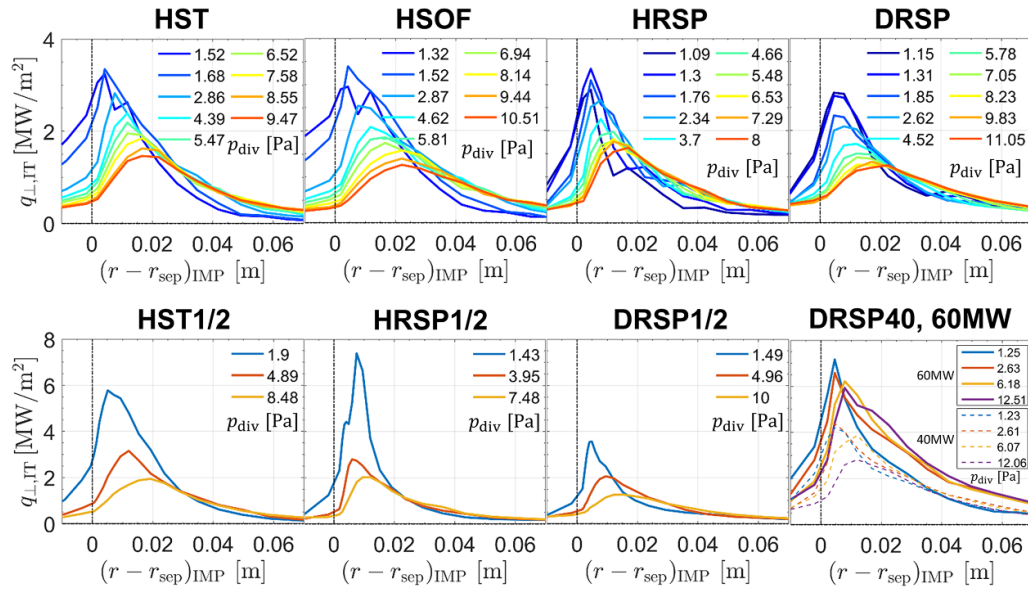 HST HSOF HRSP DRSP
4
2
0
q⊥,IT [MW/m²]
1.52 6.52
1.68 7.58
2.86 8.55
4.39 9.47
5.47 pdiv [Pa]
1.32 6.94
1.52 8.14
2.87 9.44
4.62 10.51
5.81 pdiv [Pa]
1.09 4.66
1.3 5.48
1.76 6.53
2.34 7.29
3.7 8
pdiv [Pa]
1.15 5.78
1.31 7.05
1.85 8.23
2.62 9.83
4.52 11.05
pdiv [Pa]
0 0.02 0.04 0.06 0 0.02 0.04 0.06 0 0.02 0.04 0.06 0 0.02 0.04 0.06
(r − rsep)IMP [m] (r − rsep)IMP [m] (r − rsep)IMP [m] (r − rsep)IMP [m]
HST1/2 HRSP1/2 DRSP1/2 DRSP40, 60MW
8
6
4
2
0
q⊥,IT [MW/m²]
1.9
4.89
8.48
pdiv [Pa]
1.43
3.95
7.48
pdiv [Pa]
1.49
4.96
10
pdiv [Pa]
60MW
1.25
2.63
6.18
12.51
40MW
1.23
2.61
6.07
12.06
pdiv [Pa]
0 0.02 0.04 0.06 0 0.02 0.04 0.06 0 0.02 0.04 0.06 0 0.02 0.04 0.06
(r − rsep)IMP [m] (r − rsep)IMP [m] (r − rsep)IMP [m] (r − rsep)IMP [m]